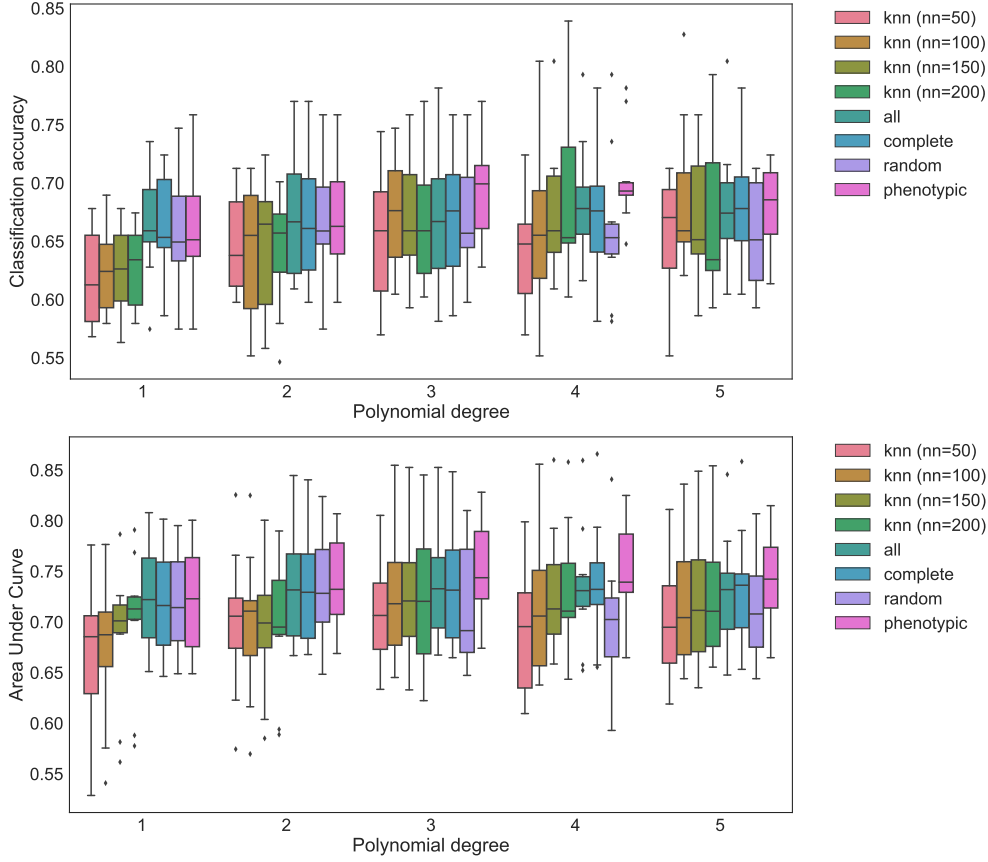 0.85
0.80
0.75
0.70
0.65
0.60
0.55
Classification accuracy
1 2 3 4 5
Polynomial degree
knn (nn=50)
knn (nn=100)
knn (nn=150)
knn (nn=200)
all
complete
random
phenotypic
0.85
0.80
0.75
0.70
0.65
0.60
0.55
Area Under Curve
1 2 3 4 5
Polynomial degree
knn (nn=50)
knn (nn=100)
knn (nn=150)
knn (nn=200)
all
complete
random
phenotypic